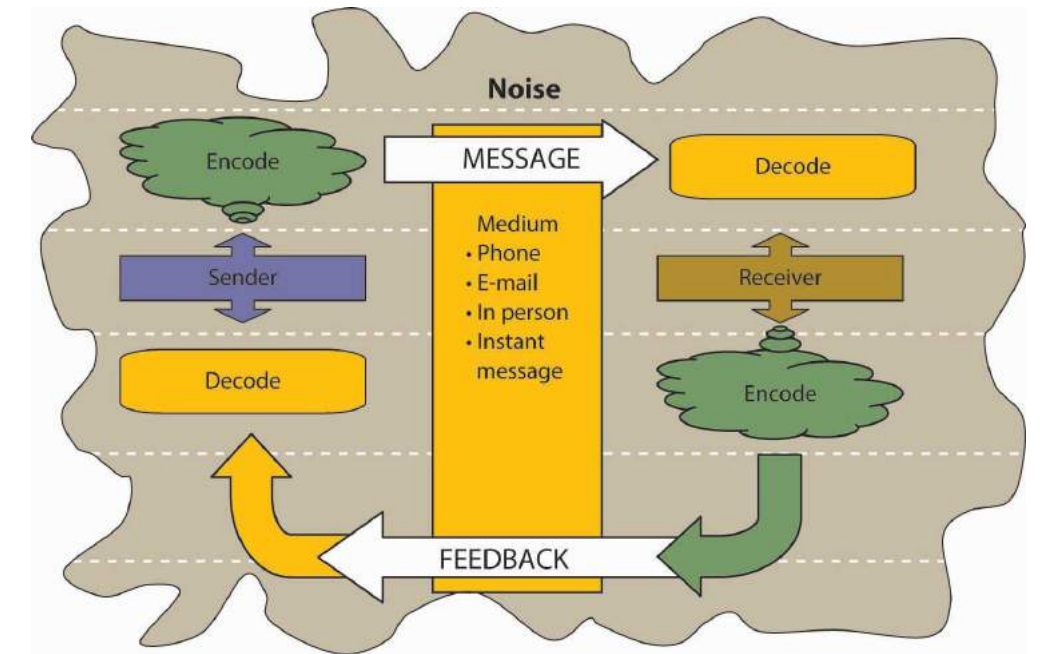 Noise
Encode
MESSAGE
Decode
Medium
• Phone
• E-mail
• In person
• Instant
message
Sender
Receiver
Decode
Encode
FEEDBACK